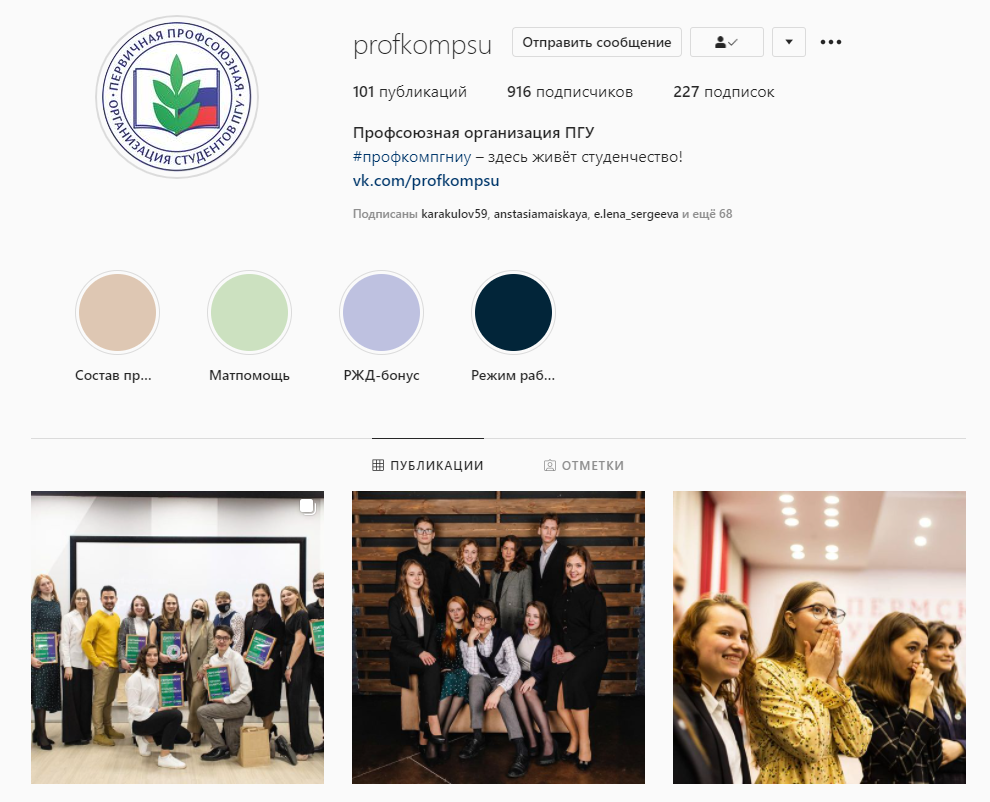 ПЕРВИЧНАЯ ПРОФСОЮЗНАЯ
ОРГАНИЗАЦИЯ СТУДЕНТОВ ПГУ
profkompsu
Отправить сообщение
101 публикаций 916 подписчиков 227 подписок
Профсоюзная организация ПГУ
#профкомпгниу – здесь живёт студенчество!
vk.com/profkompsu
Подписаны karakulov59, anstasiamaiskaya, e.lena_sergeeva и ещё 68
Состав пр... Матпомощь РЖД-бонус Режим раб...
ПУБЛИКАЦИИ ОТМЕТКИ
ПЕРМСК